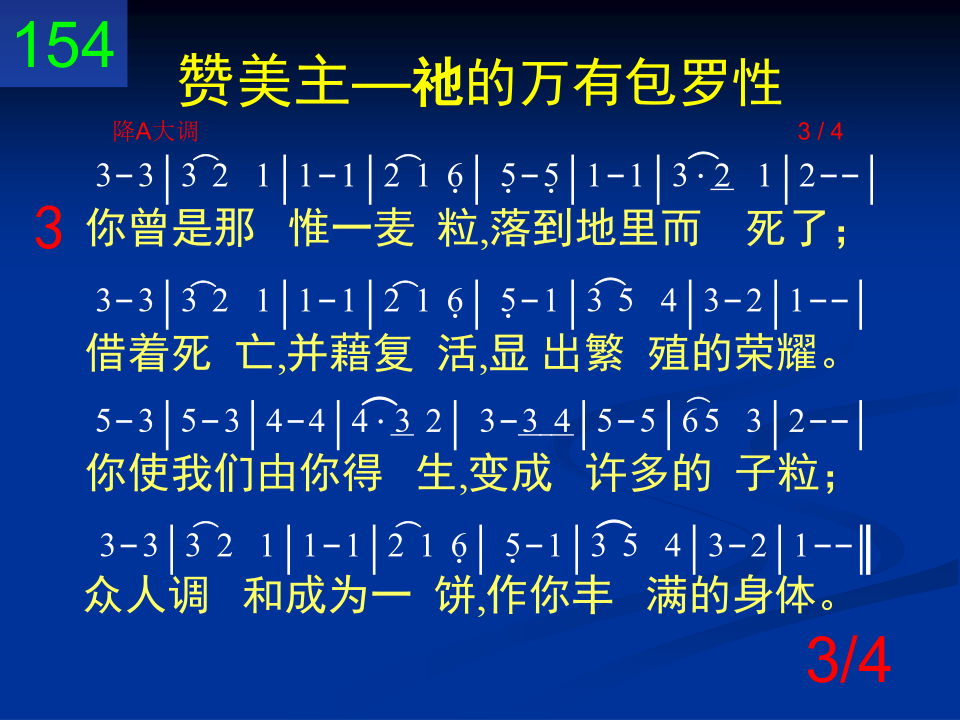 154
赞美主—祂的万有包罗性
降A大调 3 / 4
3-3|3 2 1|1-1|2 1 6̣| 5̣-5̣|1-1|3·2 1|2--|
3 你曾是那 惟一麦 粒,落到地里而 死了；
3-3|3 2 1|1-1|2 1 6̣| 5̣-1|3 5 4|3-2|1--|
借着死 亡,并藉复 活,显 出繁 殖的荣耀。
5-3|5-3|4-4|4·3 2| 3-3 4|5-5|6 5 3|2--|
你使我们由你得 生,变成 许多的 子粒；
3-3|3 2 1|1-1|2 1 6̣| 5̣-1|3 5 4|3-2|1--‖
众人调 和成为一 饼,作你丰 满的身体。
3/4